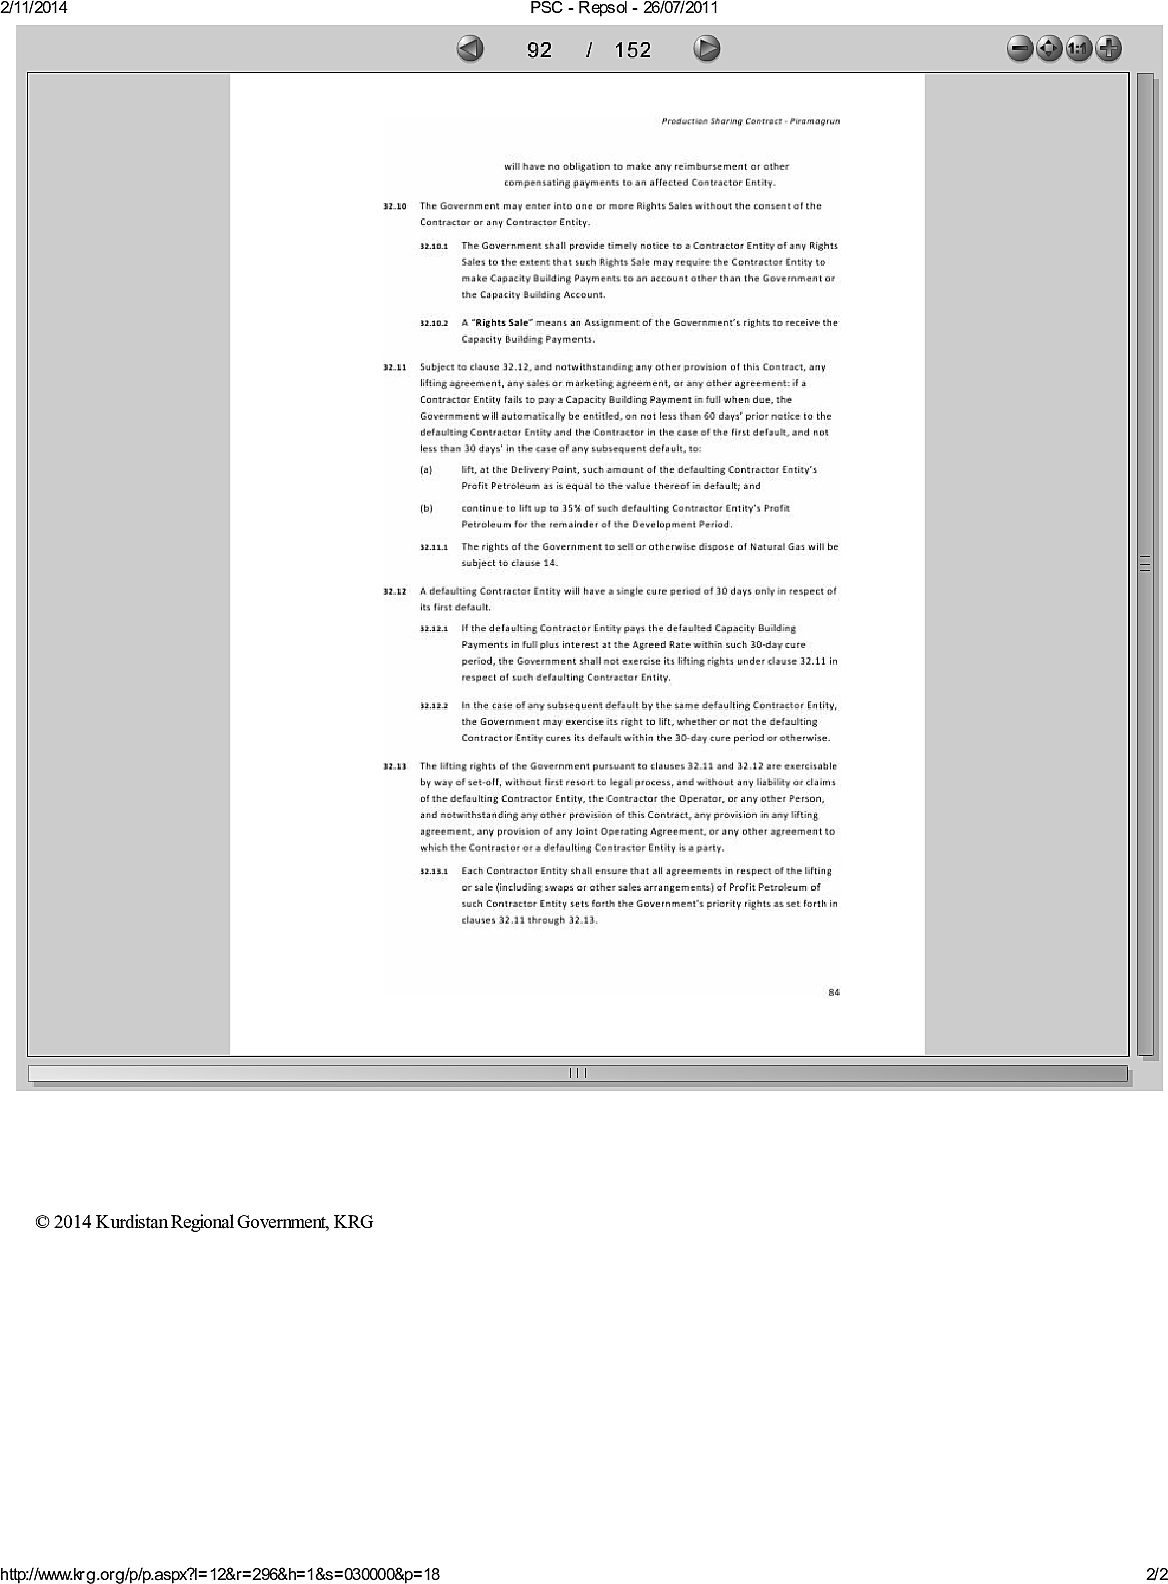 2/11/2014
PSC - Repsol - 26/07/2011
92 / 152
1:1
Production Sharing Contract - Piramagrun
will have no obligation to make any reimbursement or other
compensating payments to an affected Contractor Entity.
32.10 The Government may enter into one or more Rights Sales without the consent of the
Contractor or any Contractor Entity.
32.10.1 The Government shall provide timely notice to a Contractor Entity of any Rights
Sales to the extent that such Rights Sale may require the Contractor Entity to
make Capacity Building Payments to an account other than the Government or
the Capacity Building Account.
32.10.2 A "Rights Sale" means an Assignment of the Government's rights to receive the
Capacity Building Payments.
32.11 Subject to clause 32.12, and notwithstanding any other provision of this Contract, any
lifting agreement, any sales or marketing agreement, or any other agreement: if a
Contractor Entity fails to pay a Capacity Building Payment in full when due, the
Government will automatically be entitled, on not less than 60 days' prior notice to the
defaulting Contractor Entity and the Contractor in the case of the first default, and not
less than 30 days' in the case of any subsequent default, to:
(a) lift, at the Delivery Point, such amount of the defaulting Contractor Entity's
Profit Petroleum as is equal to the value thereof in default; and
(b) continue to lift up to 35% of such defaulting Contractor Entity's Profit
Petroleum for the remainder of the Development Period.
32.11.1 The rights of the Government to sell or otherwise dispose of Natural Gas will be
subject to clause 14.
32.12 A defaulting Contractor Entity will have a single cure period of 30 days only in respect of
its first default.
32.12.1 If the defaulting Contractor Entity pays the defaulted Capacity Building
Payments in full plus interest at the Agreed Rate within such 30-day cure
period, the Government shall not exercise its lifting rights under clause 32.11 in
respect of such defaulting Contractor Entity.
32.12.2 In the case of any subsequent default by the same defaulting Contractor Entity,
the Government may exercise its right to lift, whether or not the defaulting
Contractor Entity cures its default within the 30-day cure period or otherwise.
32.13 The lifting rights of the Government pursuant to clauses 32.11 and 32.12 are exercisable
by way of set-off, without first resort to legal process, and without any liability or claims
of the defaulting Contractor Entity, the Contractor the Operator, or any other Person,
and notwithstanding any other provision of this Contract, any provision in any lifting
agreement, any provision of any Joint Operating Agreement, or any other agreement to
which the Contractor or a defaulting Contractor Entity is a party.
32.13.1 Each Contractor Entity shall ensure that all agreements in respect of the lifting
or sale (including swaps or other sales arrangements) of Profit Petroleum of
such Contractor Entity sets forth the Government's priority rights as set forth in
clauses 32.11 through 32.13.
84
© 2014 Kurdistan Regional Government, KRG
http://www.krg.org/p/p.aspx?l=12&r=296&h=1&s=030000&p=18
2/2